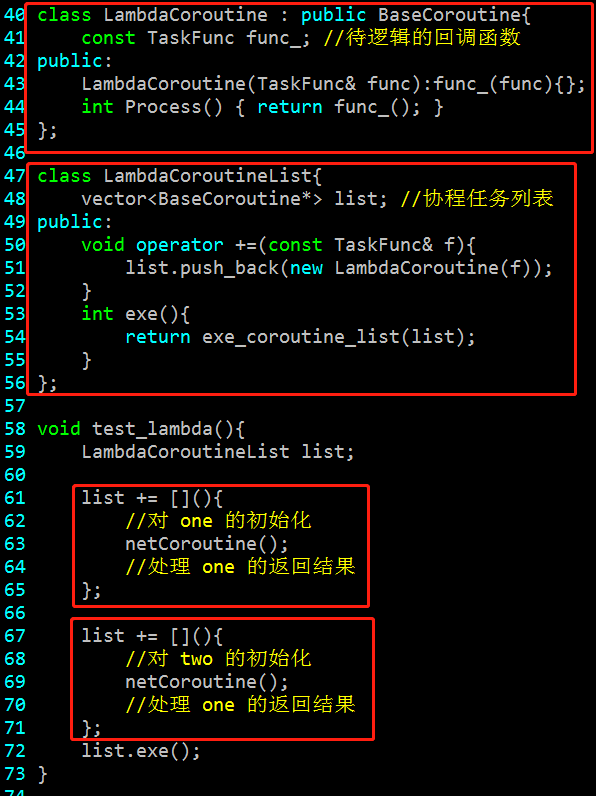 40 class LambdaCoroutine : public BaseCoroutine{
41     const TaskFunc func_; //待逻辑的回调函数
42 public:
43     LambdaCoroutine(TaskFunc& func):func_(func){};
44     int Process() { return func_(); }
45 };
46
47 class LambdaCoroutineList{
48     vector<BaseCoroutine*> list; //协程任务列表
49 public:
50     void operator +=(const TaskFunc& f){
51         list.push_back(new LambdaCoroutine(f));
52     }
53     int exe(){
54         return exe_coroutine_list(list);
55     }
56 };
57
58 void test_lambda(){
59     LambdaCoroutineList list;
60
61     list += [](){
62         //对 one 的初始化
63         netCoroutine();
64         //处理 one 的返回结果
65     };
66
67     list += [](){
68         //对 two 的初始化
69         netCoroutine();
70         //处理 one 的返回结果
71     };
72     list.exe();
73 }